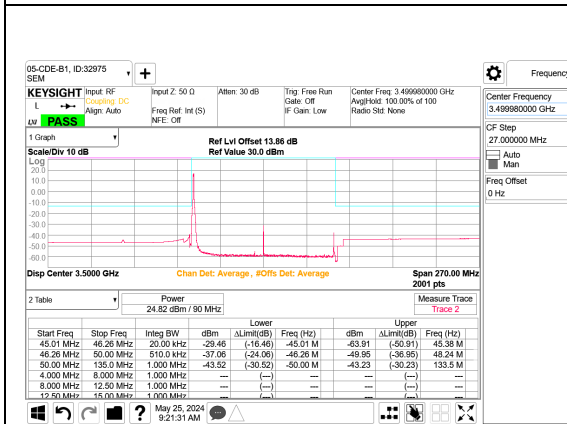 05-CDE-B1, ID:32975
SEM
Frequency
KEYSIGHT Input: RF Input Z: 50 Ω Atten: 30 dB Trig: Free Run Center Freq: 3.499980000 GHz
L Coupling: DC Gate: Off Avg|Hold: 100.00% of 100
Align: Auto Freq Ref: Int (S) IF Gain: Low Radio Std: None
LXI PASS NFE: Off
Center Frequency
3.499980000 GHz
CF Step
27.000000 MHz
Auto
Man
Freq Offset
0 Hz
1 Graph
Ref Lvl Offset 13.86 dB
Scale/Div 10 dB Ref Value 30.0 dBm
Log
20.0
10.0
0.00
-10.0
-20.0
-30.0
-40.0
-50.0
-60.0
Disp Center 3.5000 GHz Chan Det: Average, #Offs Det: Average Span 270.00 MHz
2001 pts
2 Table Power Measure Trace
24.82 dBm / 90 MHz Trace 2
Lower Upper
Start Freq Stop Freq Integ BW dBm ΔLimit(dB) Freq (Hz) dBm ΔLimit(dB) Freq (Hz)
45.01 MHz 46.26 MHz 20.00 kHz -29.46 (-16.46) -45.01 M -63.91 (-50.91) 45.38 M
46.26 MHz 50.00 MHz 510.0 kHz -37.06 (-24.06) -46.26 M -49.95 (-36.95) 48.24 M
50.00 MHz 135.0 MHz 1.000 MHz -43.52 (-30.52) -50.00 M -43.23 (-30.23) 133.5 M
4.000 MHz 8.000 MHz 1.000 MHz --- (---) --- --- (---) ---
8.000 MHz 12.50 MHz 1.000 MHz --- (---) --- --- (---) ---
12.50 MHz 15.00 MHz 1.000 MHz --- (---) --- --- (---) ---
? May 25, 2024
9:21:31 AM